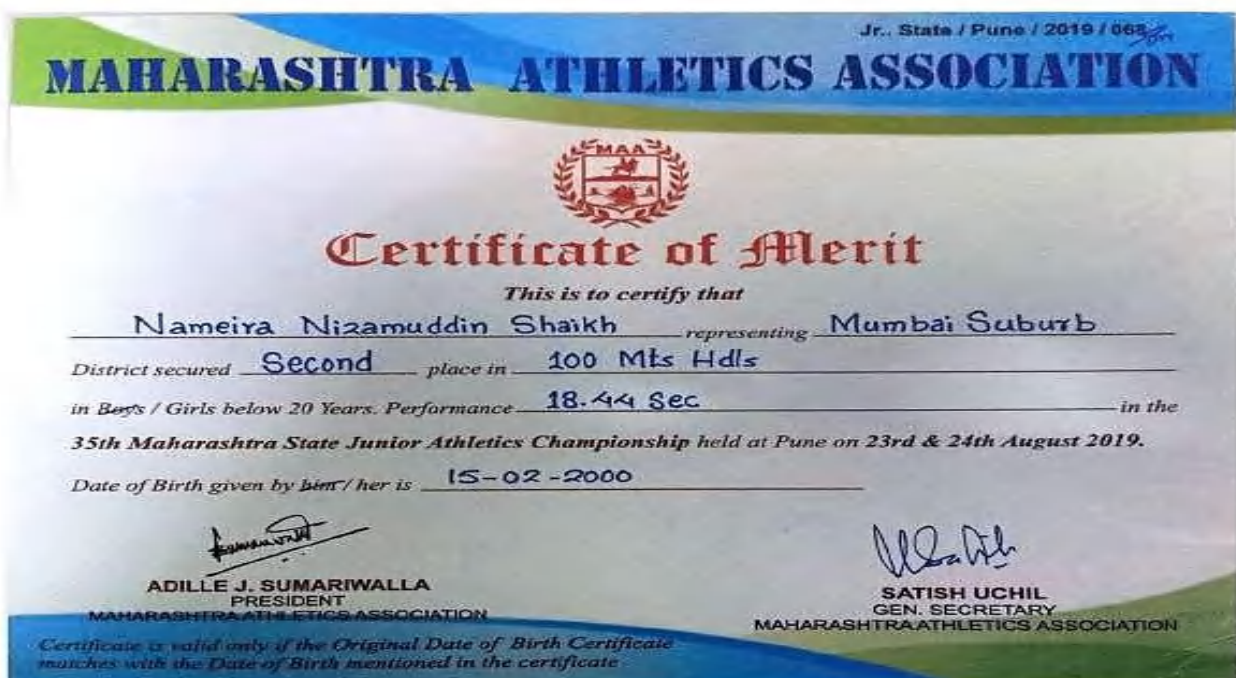 Jr.. State / Pune / 2019 / 068
MAHARASHTRA ATHLETICS ASSOCIATION
MAA
Certificate of Merit
This is to certify that
Nameira Nizamuddin Shaikh representing Mumbai Suburb
District secured Second place in 100 Mts Hdls
in Boys / Girls below 20 Years. Performance 18.44 Sec in the
35th Maharashtra State Junior Athletics Championship held at Pune on 23rd & 24th August 2019.
Date of Birth given by him / her is 15-02-2000
ADILLE J. SUMARIWALLA
PRESIDENT
MAHARASHTRA ATHLETICS ASSOCIATION
SATISH UCHIL
GEN. SECRETARY
MAHARASHTRA ATHLETICS ASSOCIATION
Certificate is valid only if the Original Date of Birth Certificate
matches with the Date of Birth mentioned in the certificate